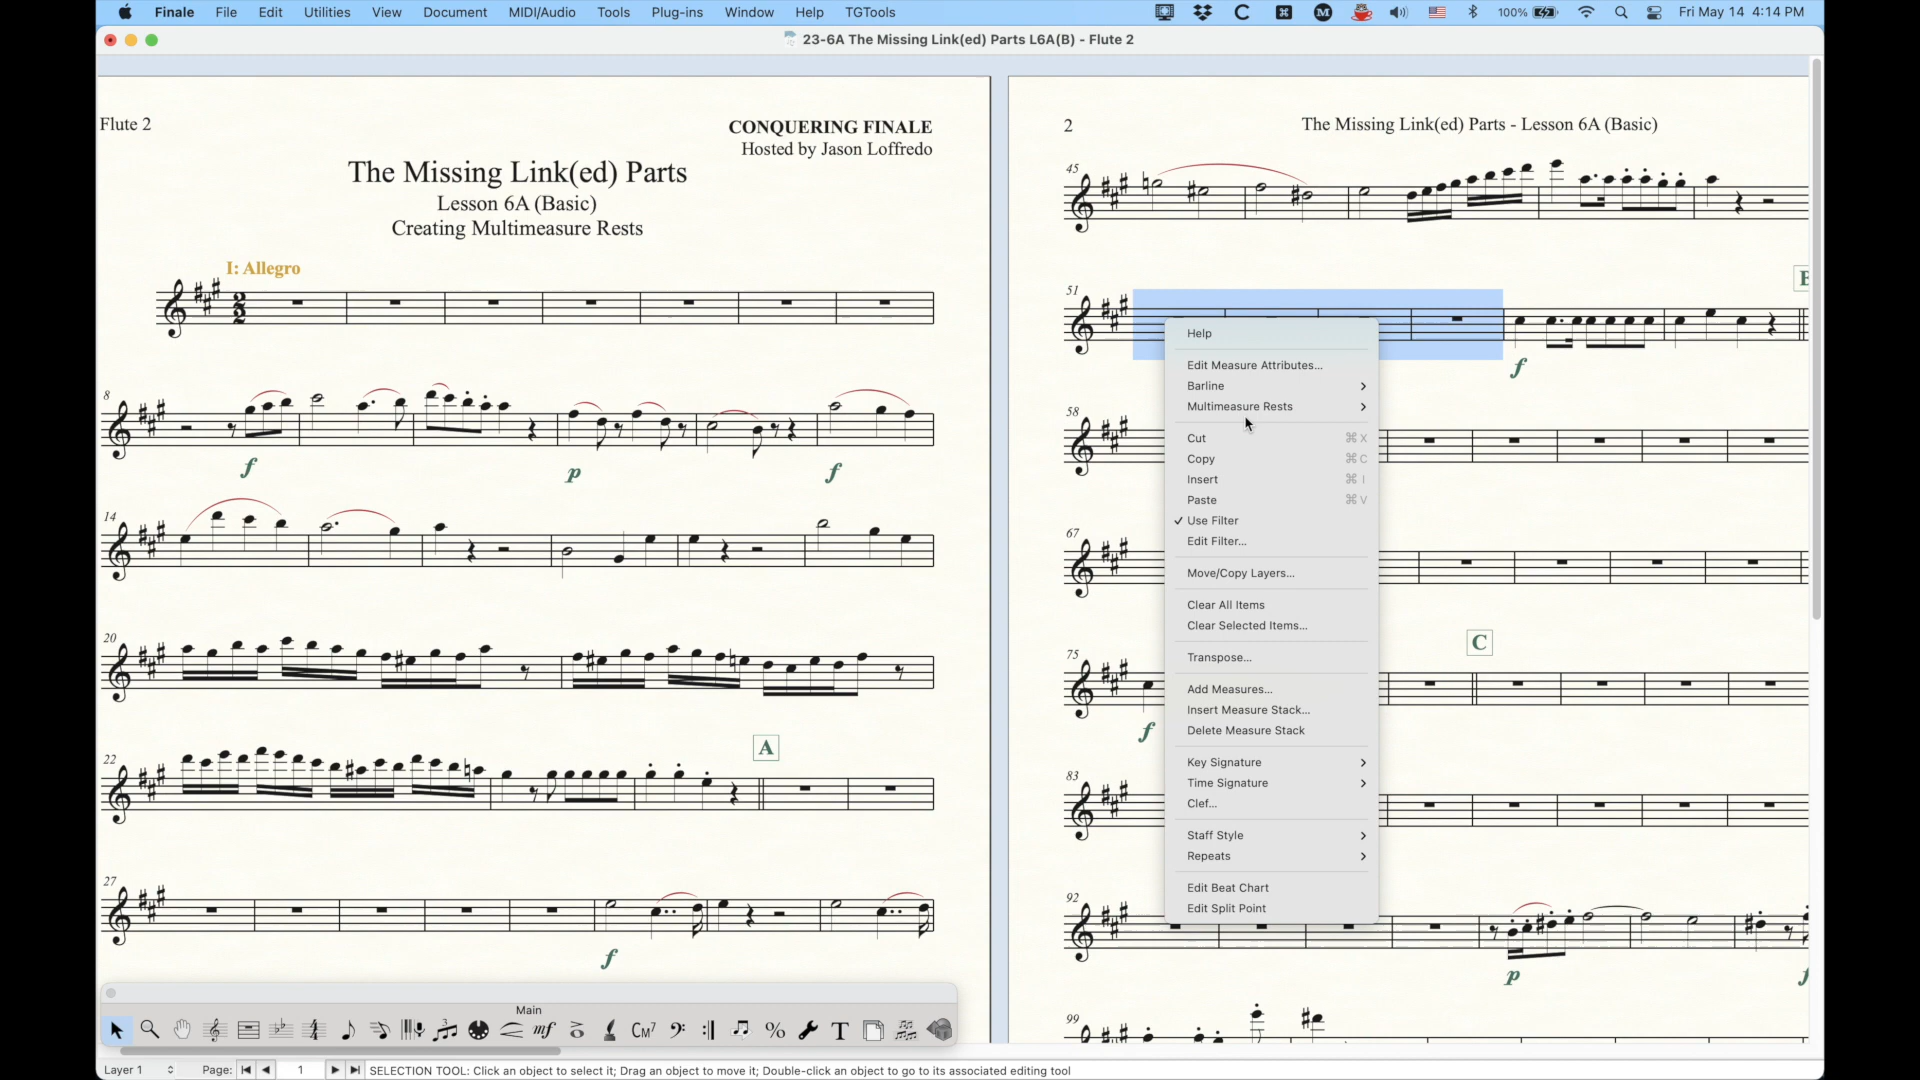 Finale File Edit Utilities View Document MIDI/Audio Tools Plug-ins Window Help TGTools 100% Fri May 14 4:14 PM
23-6A The Missing Link(ed) Parts L6A(B) - Flute 2
Flute 2
CONQUERING FINALE
Hosted by Jason Loffredo
The Missing Link(ed) Parts
Lesson 6A (Basic)
Creating Multimeasure Rests
I: Allegro
8
f p f
14
20
22
A
27
f
2 The Missing Link(ed) Parts - Lesson 6A (Basic)
45
51
B
f
58
67
75
C
f
83
92
p f
99
Help
Edit Measure Attributes...
Barline
Multimeasure Rests
Cut ⌘ X
Copy ⌘ C
Insert ⌘ I
Paste ⌘ V
✓ Use Filter
Edit Filter...
Move/Copy Layers...
Clear All Items
Clear Selected Items...
Transpose...
Add Measures...
Insert Measure Stack...
Delete Measure Stack
Key Signature
Time Signature
Clef...
Staff Style
Repeats
Edit Beat Chart
Edit Split Point
Main
mf CM7 % T
Layer 1 Page: 1 SELECTION TOOL: Click an object to select it; Drag an object to move it; Double-click an object to go to its associated editing tool